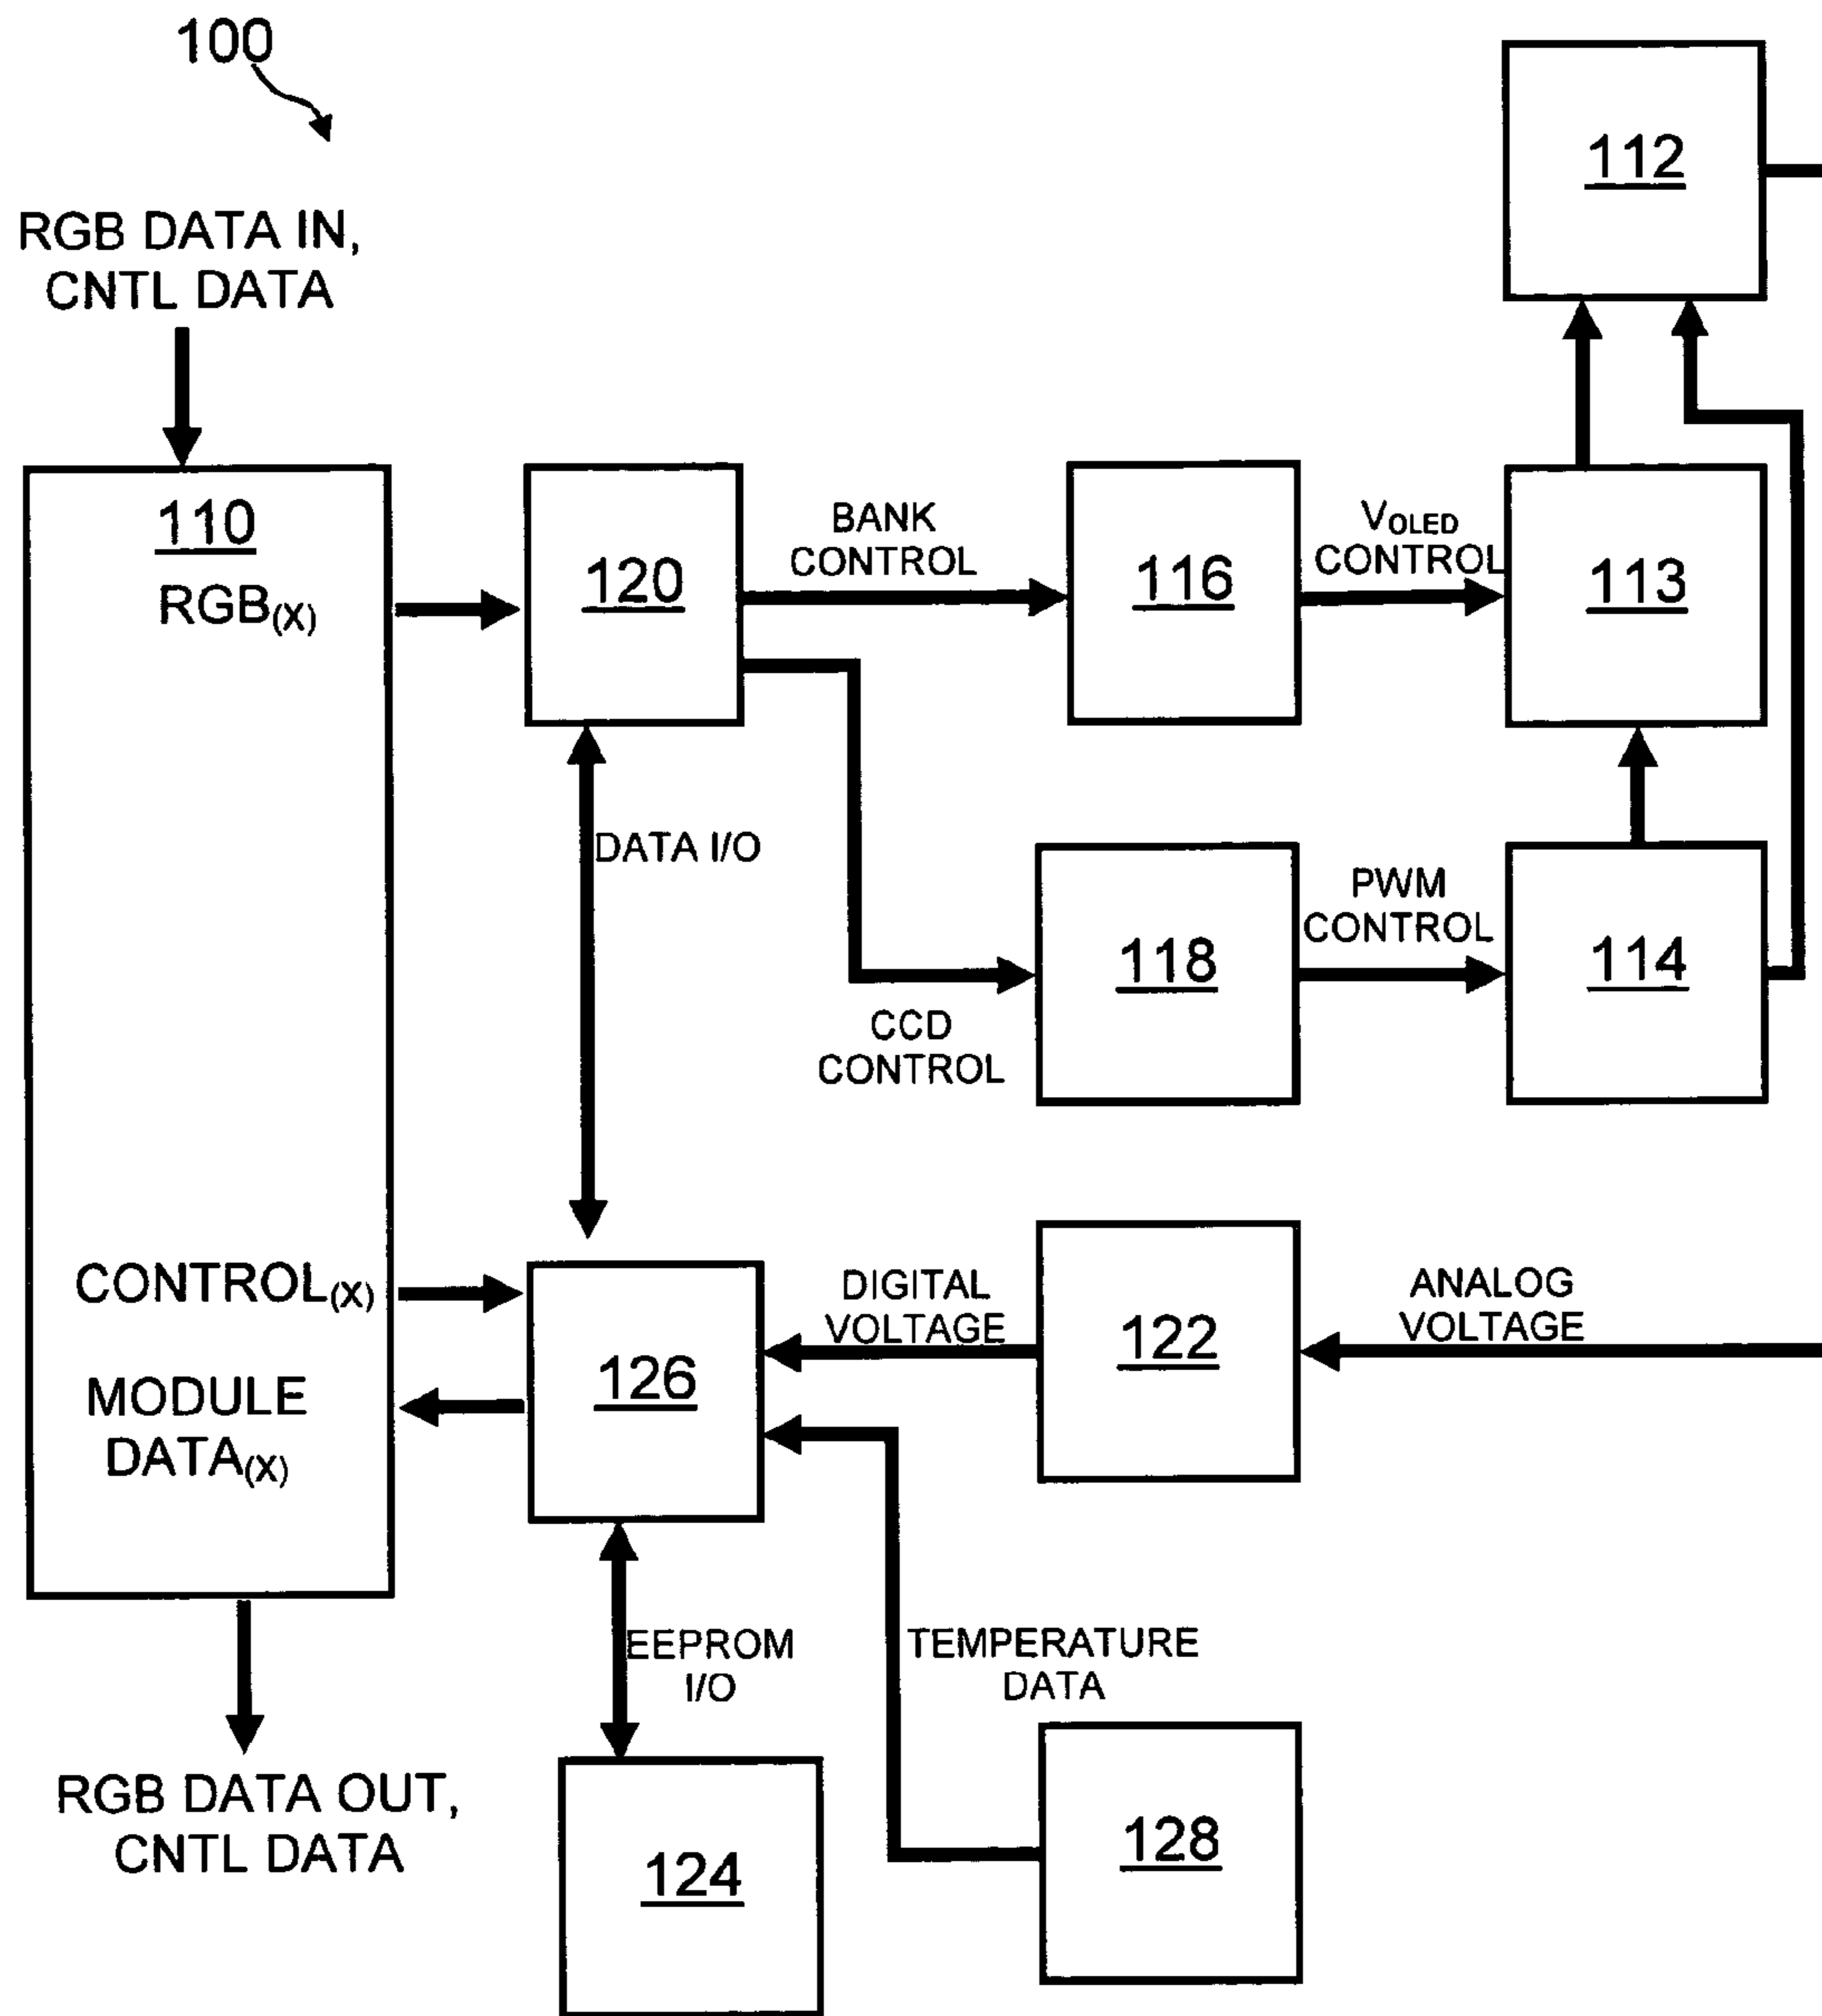 100
112
RGB DATA IN,
CNTL DATA
110
RGB(X)
120
BANK
CONTROL
116
VOLED
CONTROL
113
DATA I/O
118
PWM
CONTROL
114
CCD
CONTROL
CONTROL(X)
126
DIGITAL
VOLTAGE
122
ANALOG
VOLTAGE
MODULE
DATA(X)
EEPROM
I/O
TEMPERATURE
DATA
RGB DATA OUT,
CNTL DATA
124
128